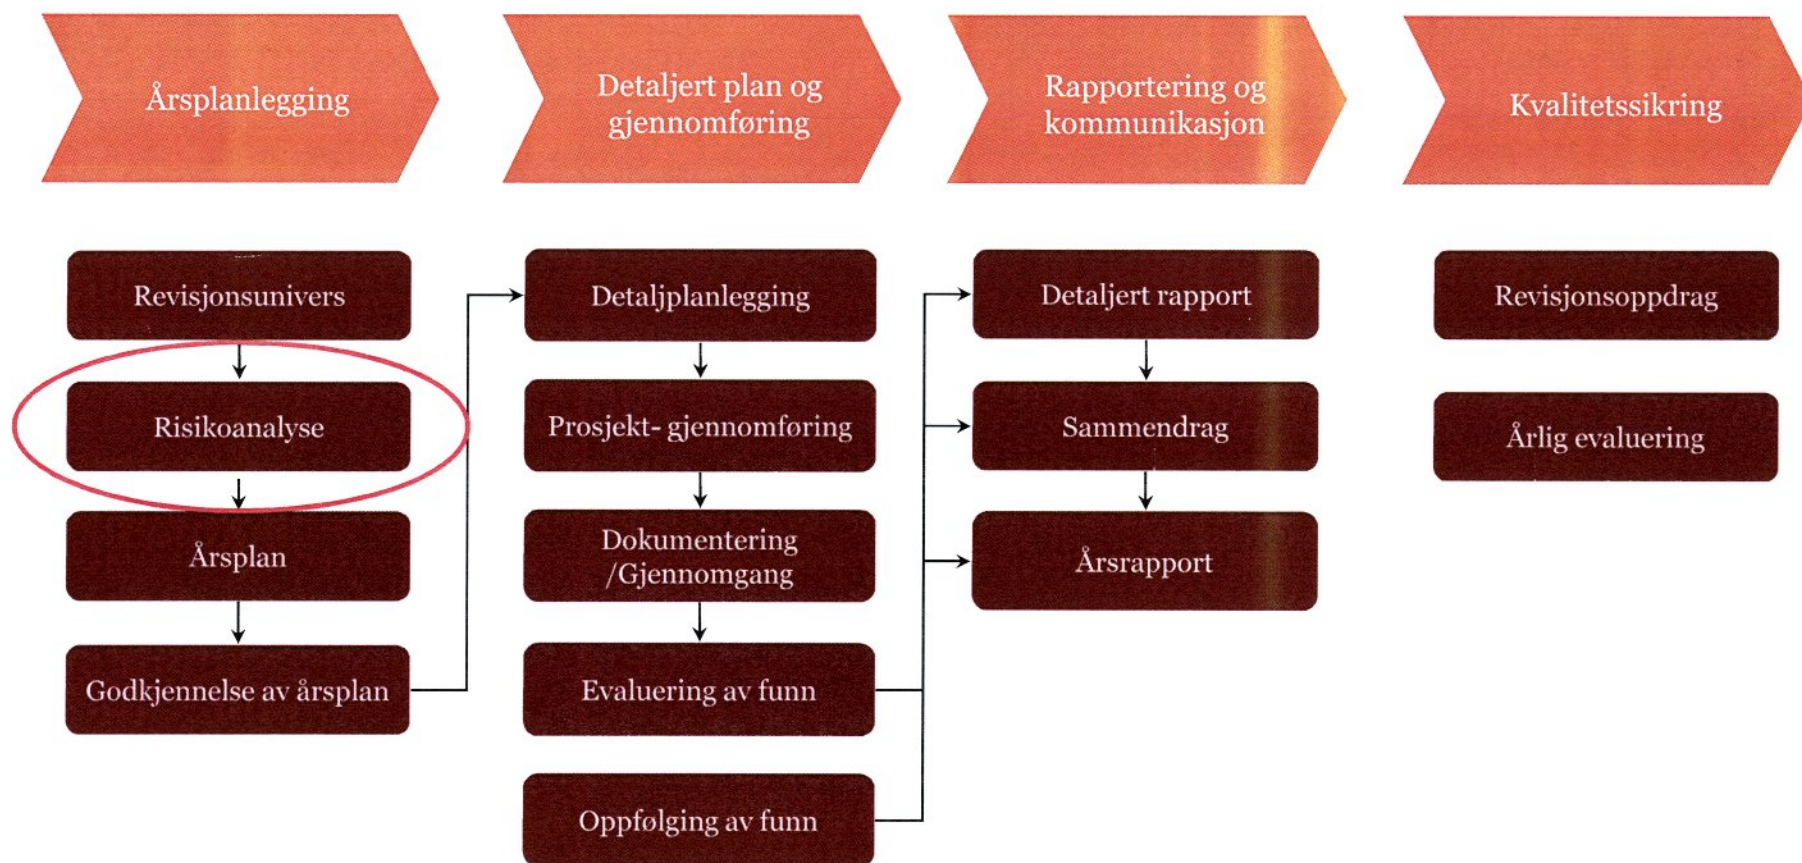 Årsplanlegging
Detaljert plan og
gjennomføring
Rapportering og
kommunikasjon
Kvalitetssikring
Revisjonsunivers
Risikoanalyse
Årsplan
Godkjennelse av årsplan
Detaljplanlegging
Prosjekt- gjennomføring
Dokumentering
/Gjennomgang
Evaluering av funn
Oppfølging av funn
Detaljert rapport
Sammendrag
Årsrapport
Revisjonsoppdrag
Årlig evaluering